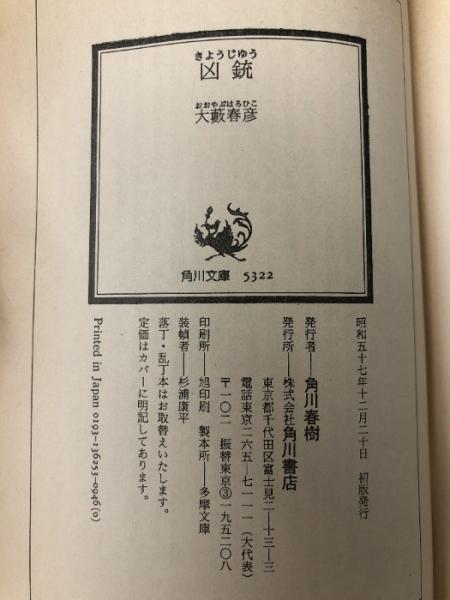 きようじゆう
凶銃
おおやぶはるひこ
大藪春彦
角川文庫 5322
昭和五十七年十二月二十日 初版発行
発行者――角川春樹
発行所――株式会社角川書店
東京都千代田区富士見二―十三―三
電話東京二六五―七一一一(大代表)
〒一〇二 振替東京③一九五二〇八
印刷所――旭印刷 製本所――多摩文庫
装幀者――杉浦康平
落丁・乱丁本はお取替えいたします。
定価はカバーに明記してあります。
Printed in Japan 0193-136253-0946(0)